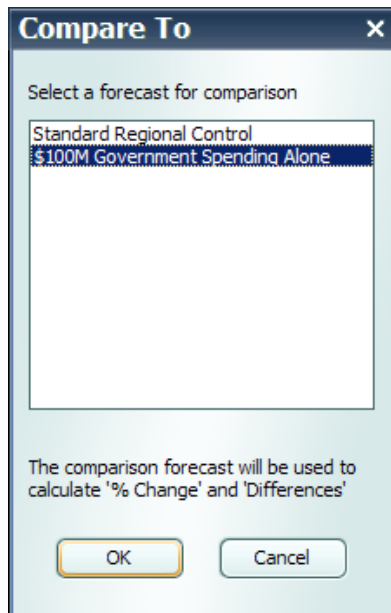 Compare To
Select a forecast for comparison
Standard Regional Control
$100M Government Spending Alone
The comparison forecast will be used to
calculate '% Change' and 'Differences'
OK
Cancel